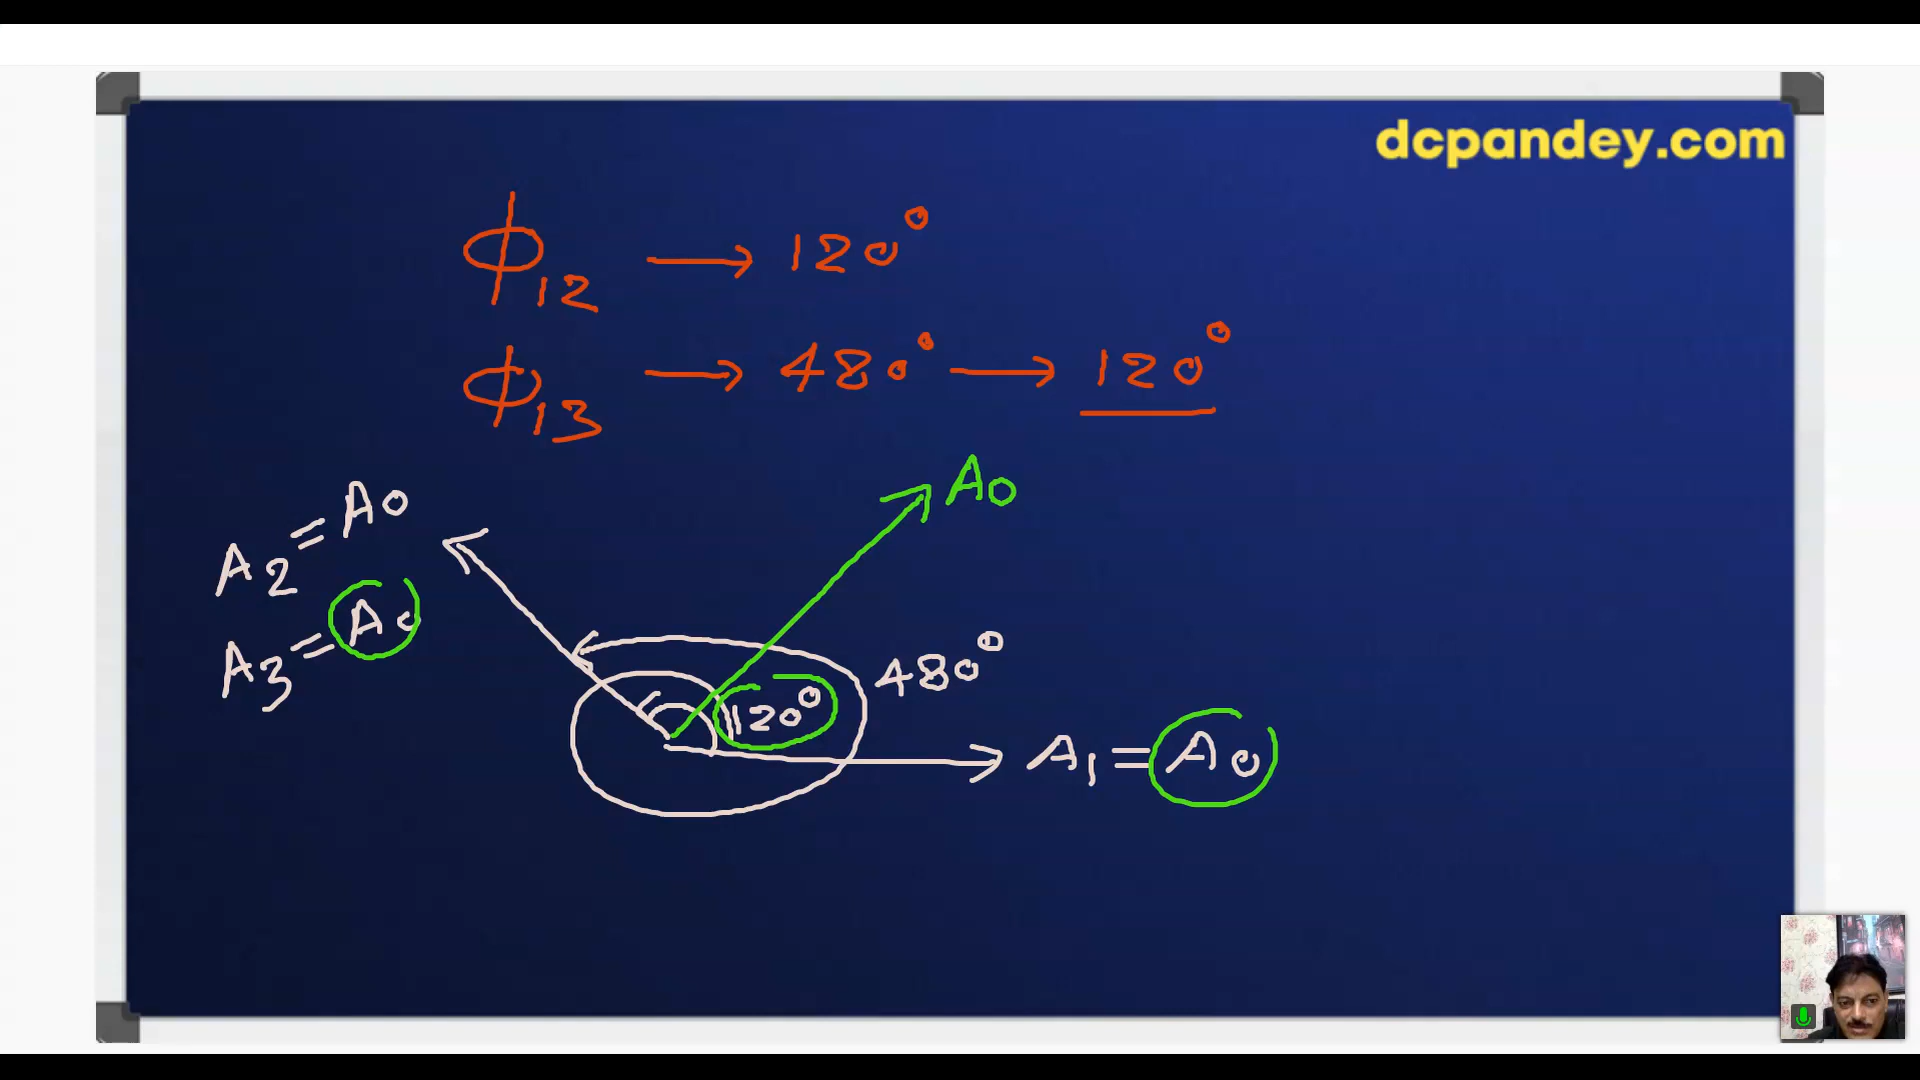 dcpandey.com
ϕ12 → 120°
ϕ13 → 480° → 120°
A0
A2 = A0
A3 = A0
480°
120°
A1 = A0